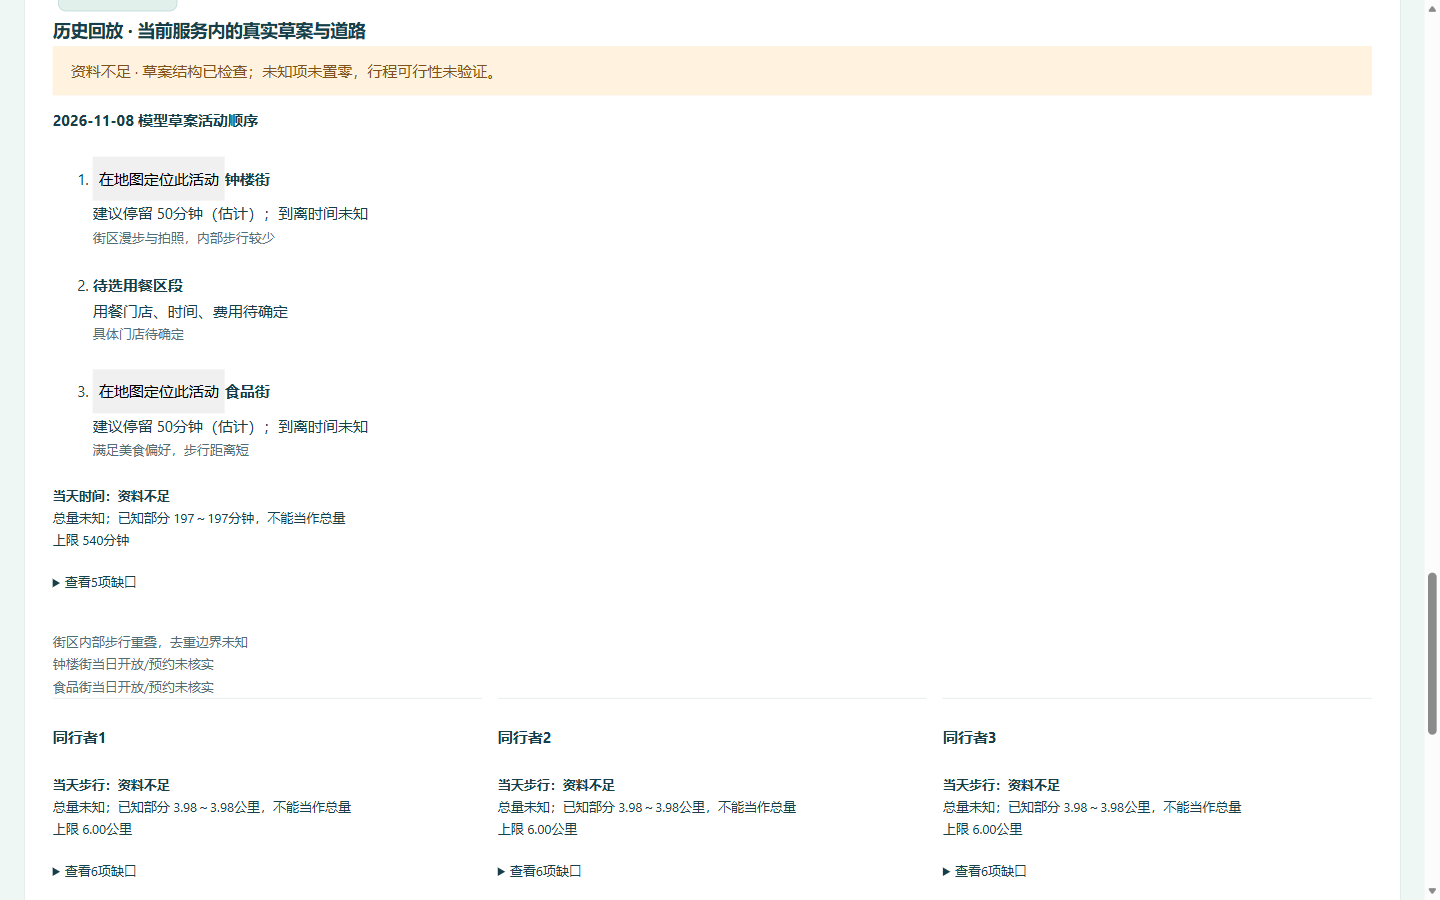 历史回放 · 当前服务内的真实草案与道路
资料不足 · 草案结构已检查；未知项未置零，行程可行性未验证。
2026-11-08 模型草案活动顺序
1. 在地图定位此活动 钟楼街
建议停留 50分钟（估计）；到离时间未知
街区漫步与拍照，内部步行较少
2. 待选用餐区段
用餐门店、时间、费用待确定
具体门店待确定
3. 在地图定位此活动 食品街
建议停留 50分钟（估计）；到离时间未知
满足美食偏好，步行距离短
当天时间：资料不足
总量未知；已知部分 197～197分钟，不能当作总量
上限 540分钟
▶ 查看5项缺口
街区内部步行重叠，去重边界未知
钟楼街当日开放/预约未核实
食品街当日开放/预约未核实
同行者1
当天步行：资料不足
总量未知；已知部分 3.98～3.98公里，不能当作总量
上限 6.00公里
▶ 查看6项缺口
同行者2
当天步行：资料不足
总量未知；已知部分 3.98～3.98公里，不能当作总量
上限 6.00公里
▶ 查看6项缺口
同行者3
当天步行：资料不足
总量未知；已知部分 3.98～3.98公里，不能当作总量
上限 6.00公里
▶ 查看6项缺口